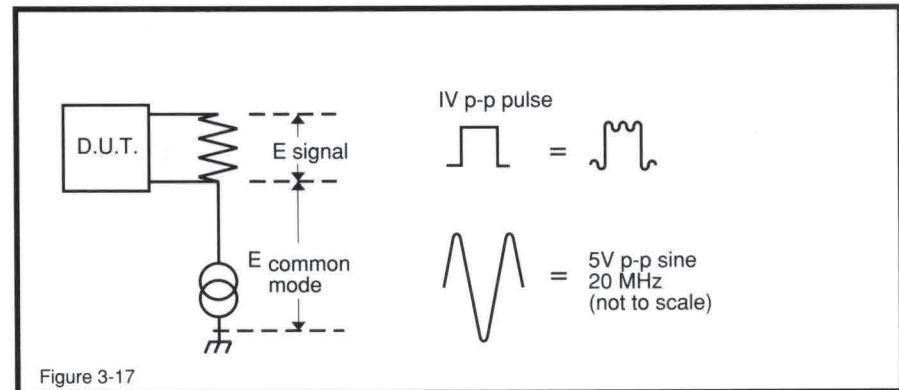 IV p-p pulse
D.U.T.
E signal
=
E common
mode
=
5V p-p sine
20 MHz
(not to scale)
Figure 3-17